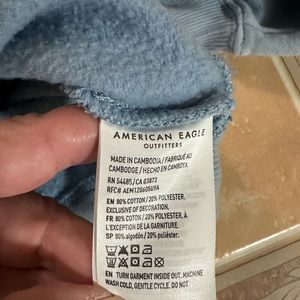 AMERICAN EAGLE
OUTFITTERS
MADE IN CAMBODIA/ FABRIQUÉ AU
CAMBODGE / HECHO EN CAMBOYA
RN 54485/CA 03873
RFC# AEM1206056U9A
EN 80% COTTON / 20% POLYESTER.
EXCLUSIVE OF DECORATION.
FR 80% COTON / 20% POLYESTER. À
L'EXCEPTION DE LA GARNITURE.
SP 80% algodón / 20% poliéster.
EN TURN GARMENT INSIDE OUT. MACHINE
WASH COLD, GENTLE CYCLE. DO NOT